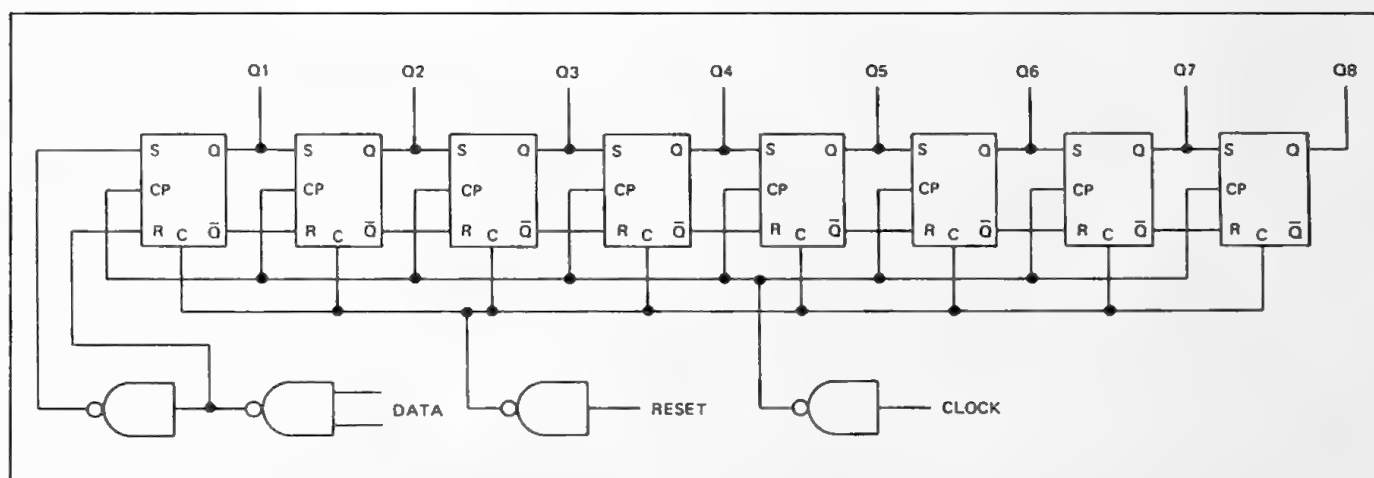 Q1 Q2 Q3 Q4 Q5 Q6 Q7 Q8
S Q S Q S Q S Q S Q S Q S Q S Q
CP CP CP CP CP CP CP CP
R C Q̅ R C Q̅ R C Q̅ R C Q̅ R C Q̅ R C Q̅ R C Q̅ R C Q̅
DATA RESET CLOCK